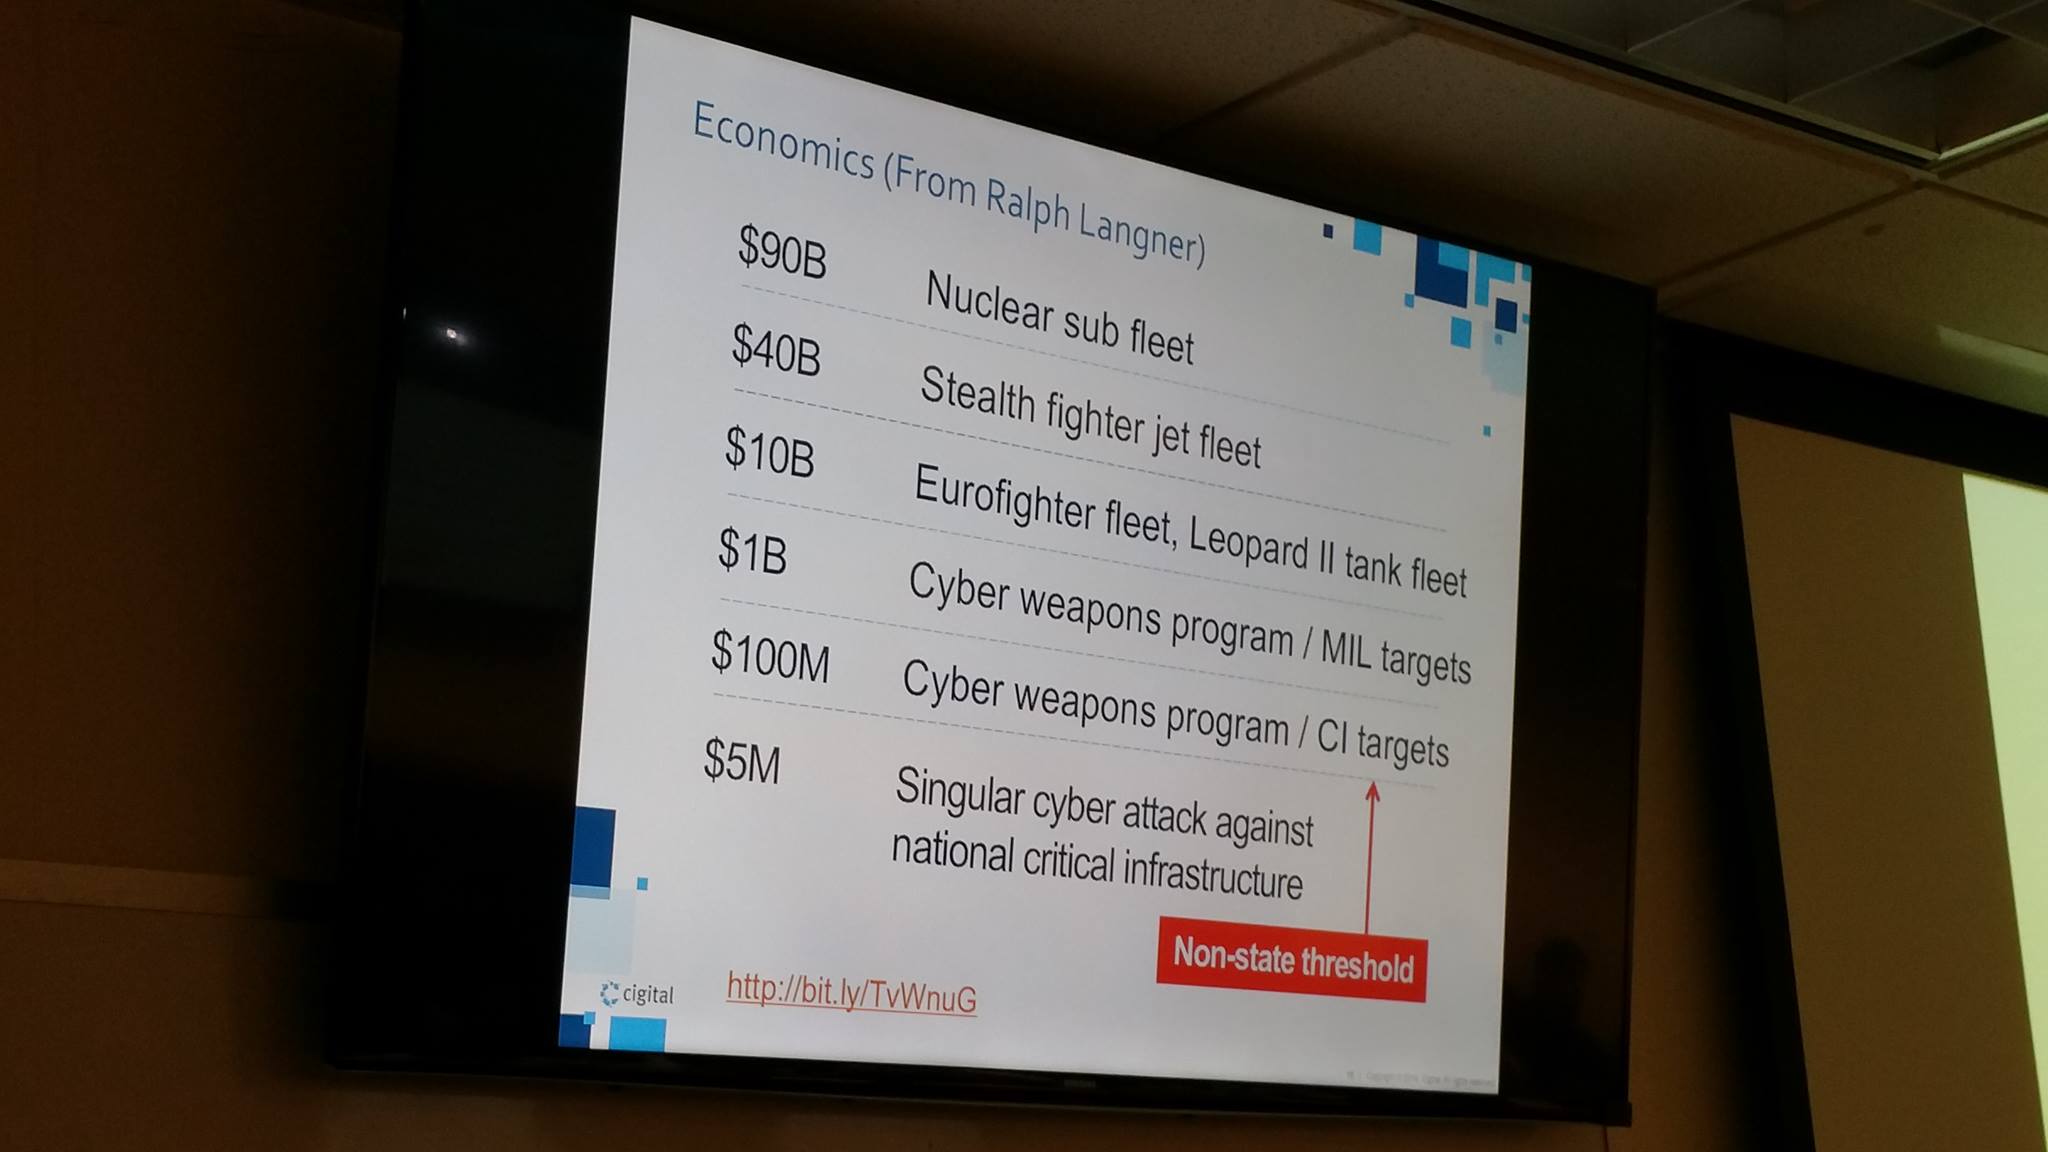 Economics (From Ralph Langner)
$90B Nuclear sub fleet
$40B Stealth fighter jet fleet
$10B Eurofighter fleet, Leopard II tank fleet
$1B Cyber weapons program / MIL targets
$100M Cyber weapons program / CI targets
$5M Singular cyber attack against
national critical infrastructure
Non-state threshold
cigital http://bit.ly/TvWnuG